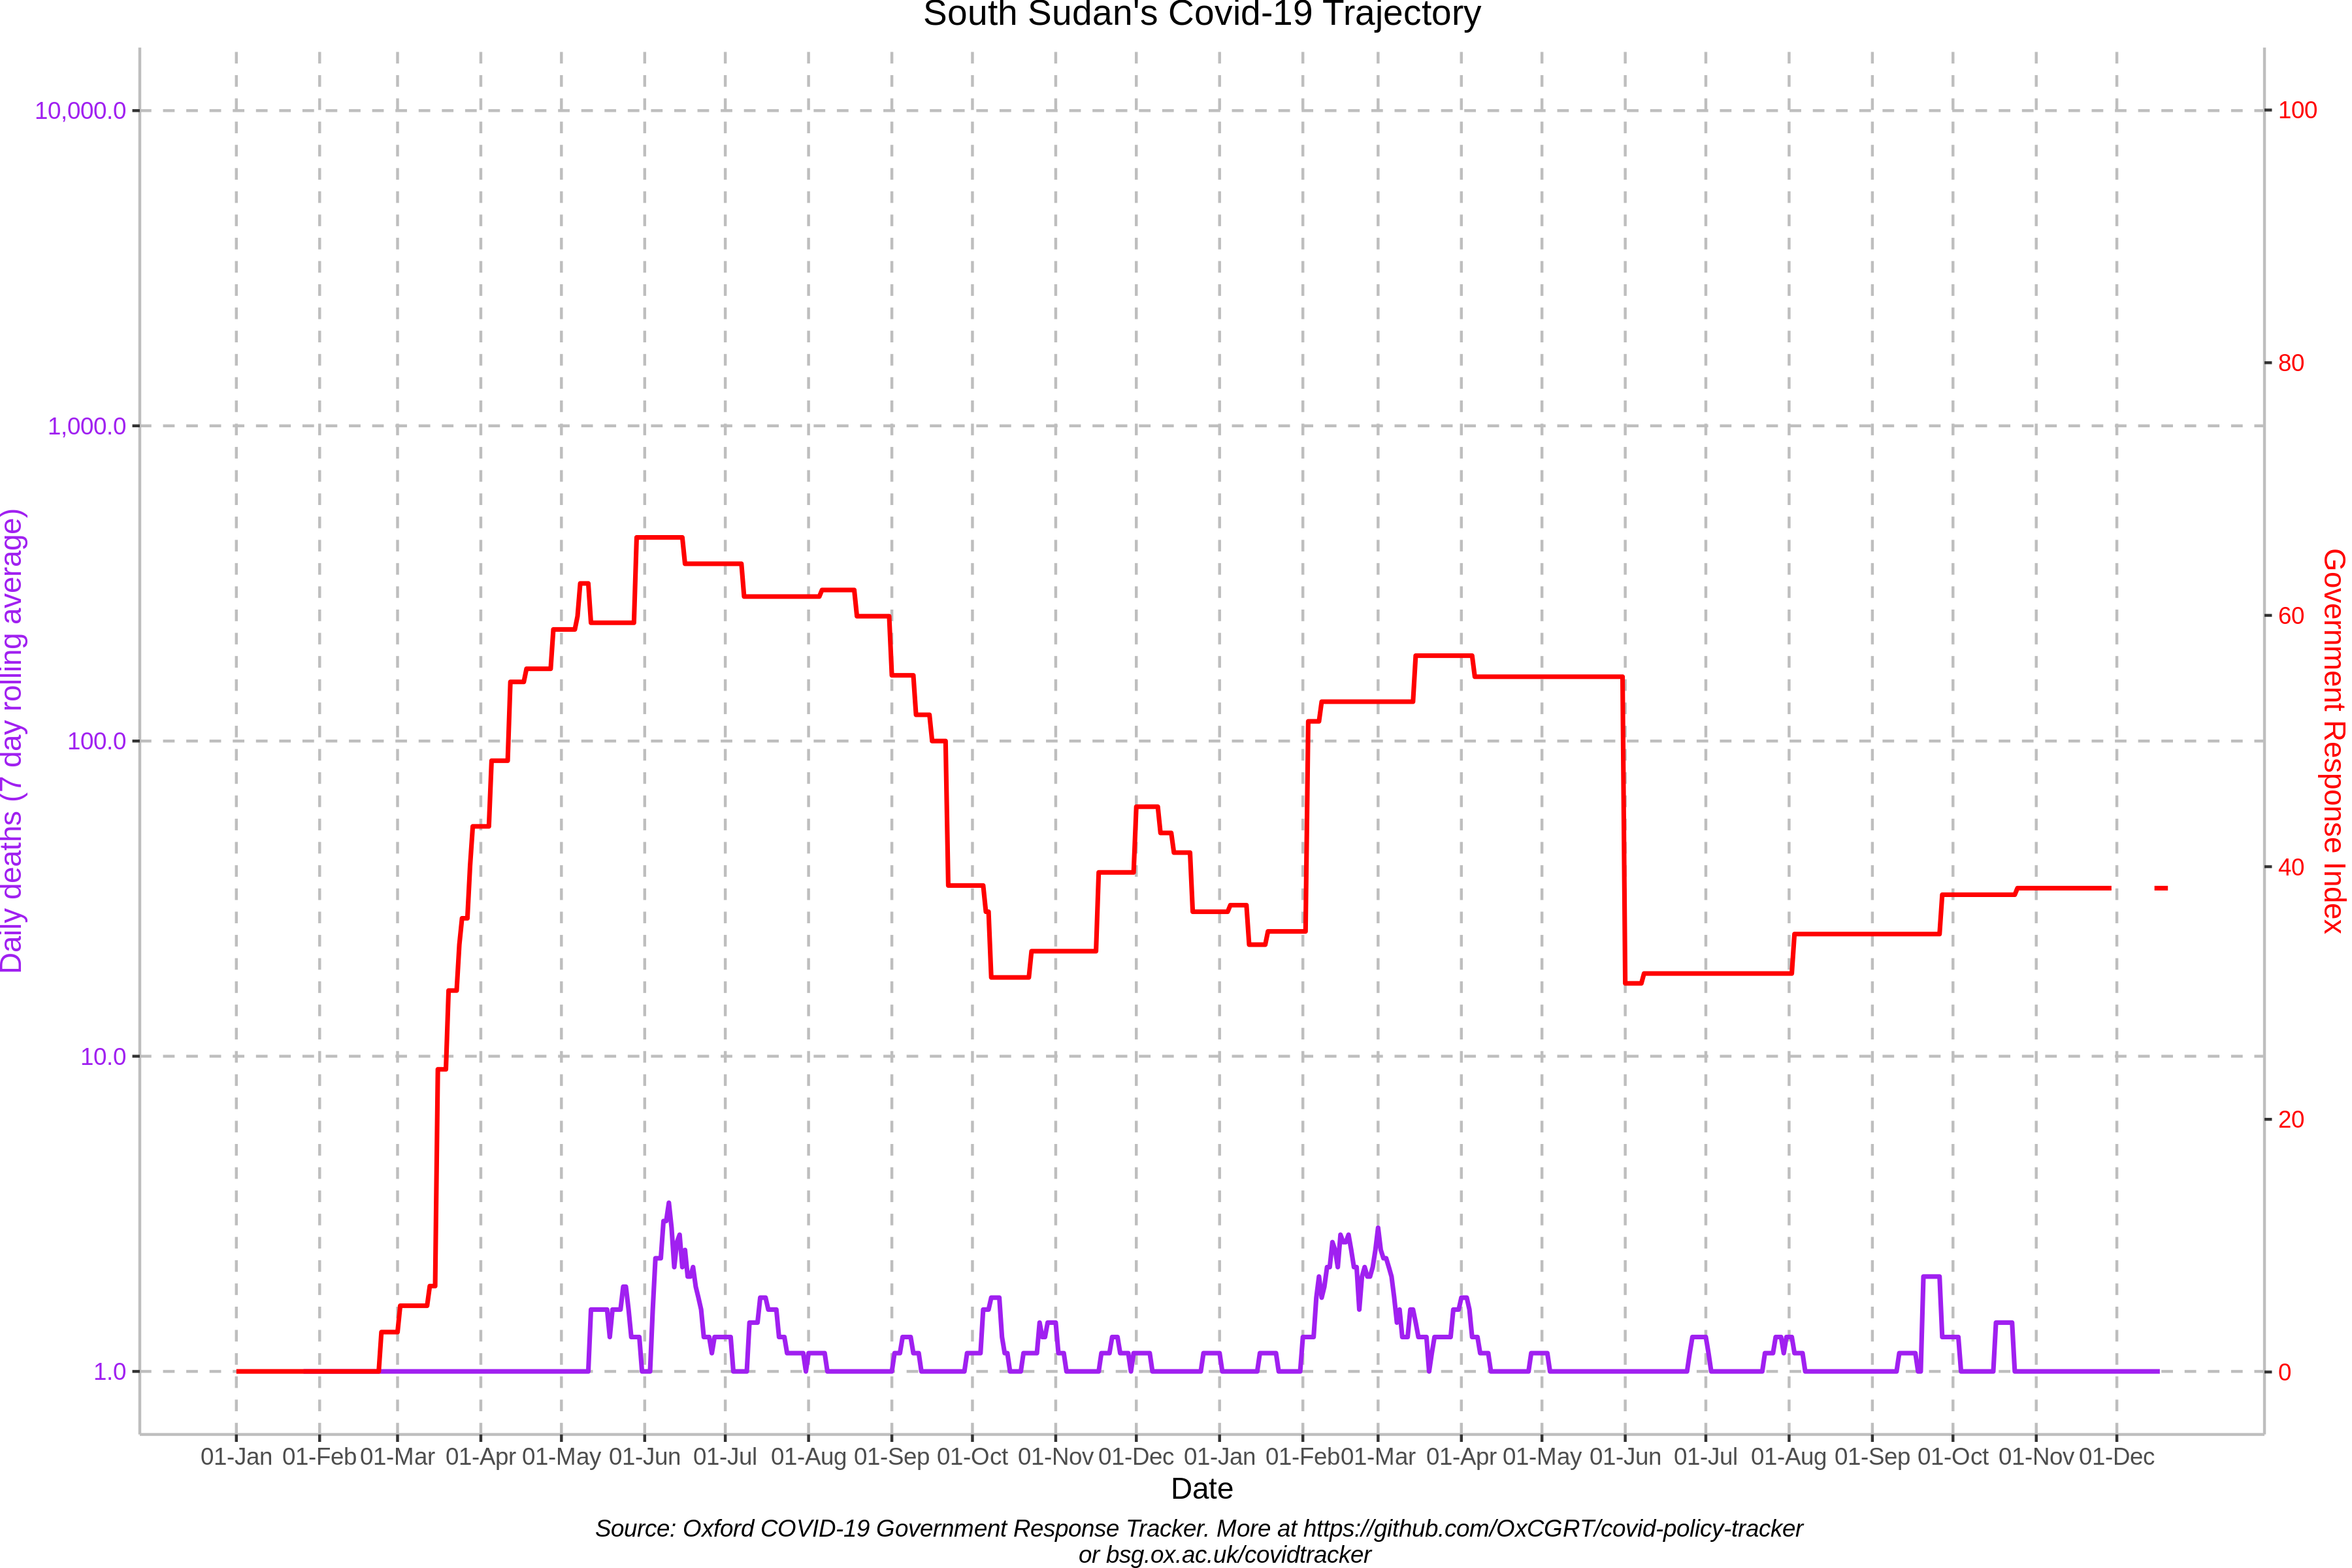 South Sudan's Covid-19 Trajectory
10,000.0
1,000.0
100.0
10.0
1.0
Daily deaths (7 day rolling average)
100
80
60
40
20
0
Government Response Index
01-Jan 01-Feb 01-Mar 01-Apr 01-May 01-Jun 01-Jul 01-Aug 01-Sep 01-Oct 01-Nov 01-Dec 01-Jan 01-Feb 01-Mar 01-Apr 01-May 01-Jun 01-Jul 01-Aug 01-Sep 01-Oct 01-Nov 01-Dec
Date
Source: Oxford COVID-19 Government Response Tracker. More at https://github.com/OxCGRT/covid-policy-tracker
or bsg.ox.ac.uk/covidtracker